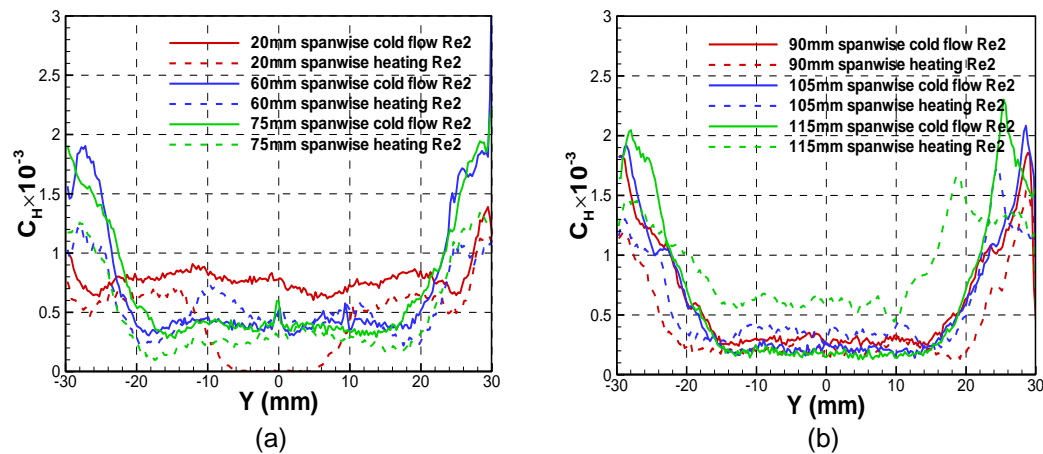 3
2.5
2
1.5
1
0.5
0
-30
-20
-10
0
10
20
30
C_H×10^-3
Y (mm)
20mm spanwise cold flow Re2
20mm spanwise heating Re2
60mm spanwise cold flow Re2
60mm spanwise heating Re2
75mm spanwise cold flow Re2
75mm spanwise heating Re2
(a)
3
2.5
2
1.5
1
0.5
0
-30
-20
-10
0
10
20
30
C_H×10^-3
Y (mm)
90mm spanwise cold flow Re2
90mm spanwise heating Re2
105mm spanwise cold flow Re2
105mm spanwise heating Re2
115mm spanwise cold flow Re2
115mm spanwise heating Re2
(b)